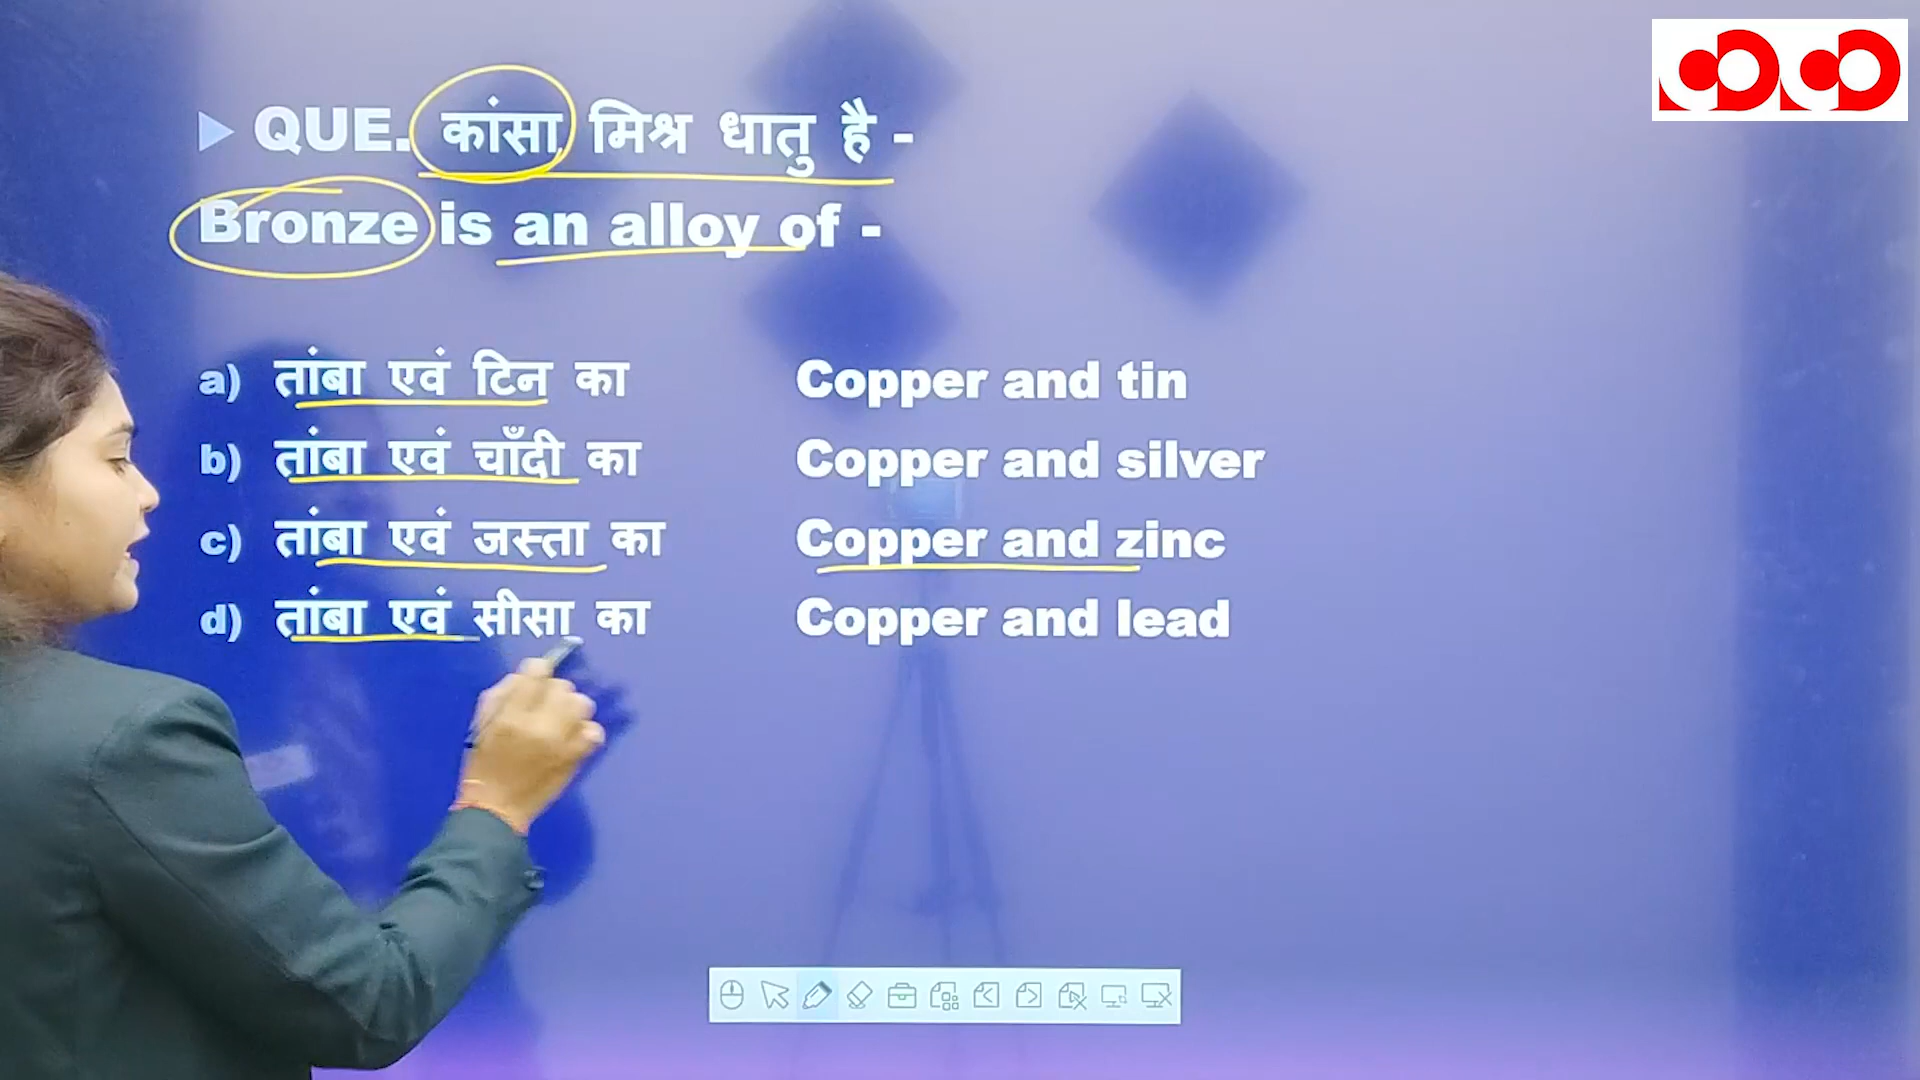 QUE. कांसा मिश्र धातु है -
Bronze is an alloy of -
a) तांबा एवं टिन का Copper and tin
b) तांबा एवं चाँदी का Copper and silver
c) तांबा एवं जस्ता का Copper and zinc
d) तांबा एवं सीसा का Copper and lead